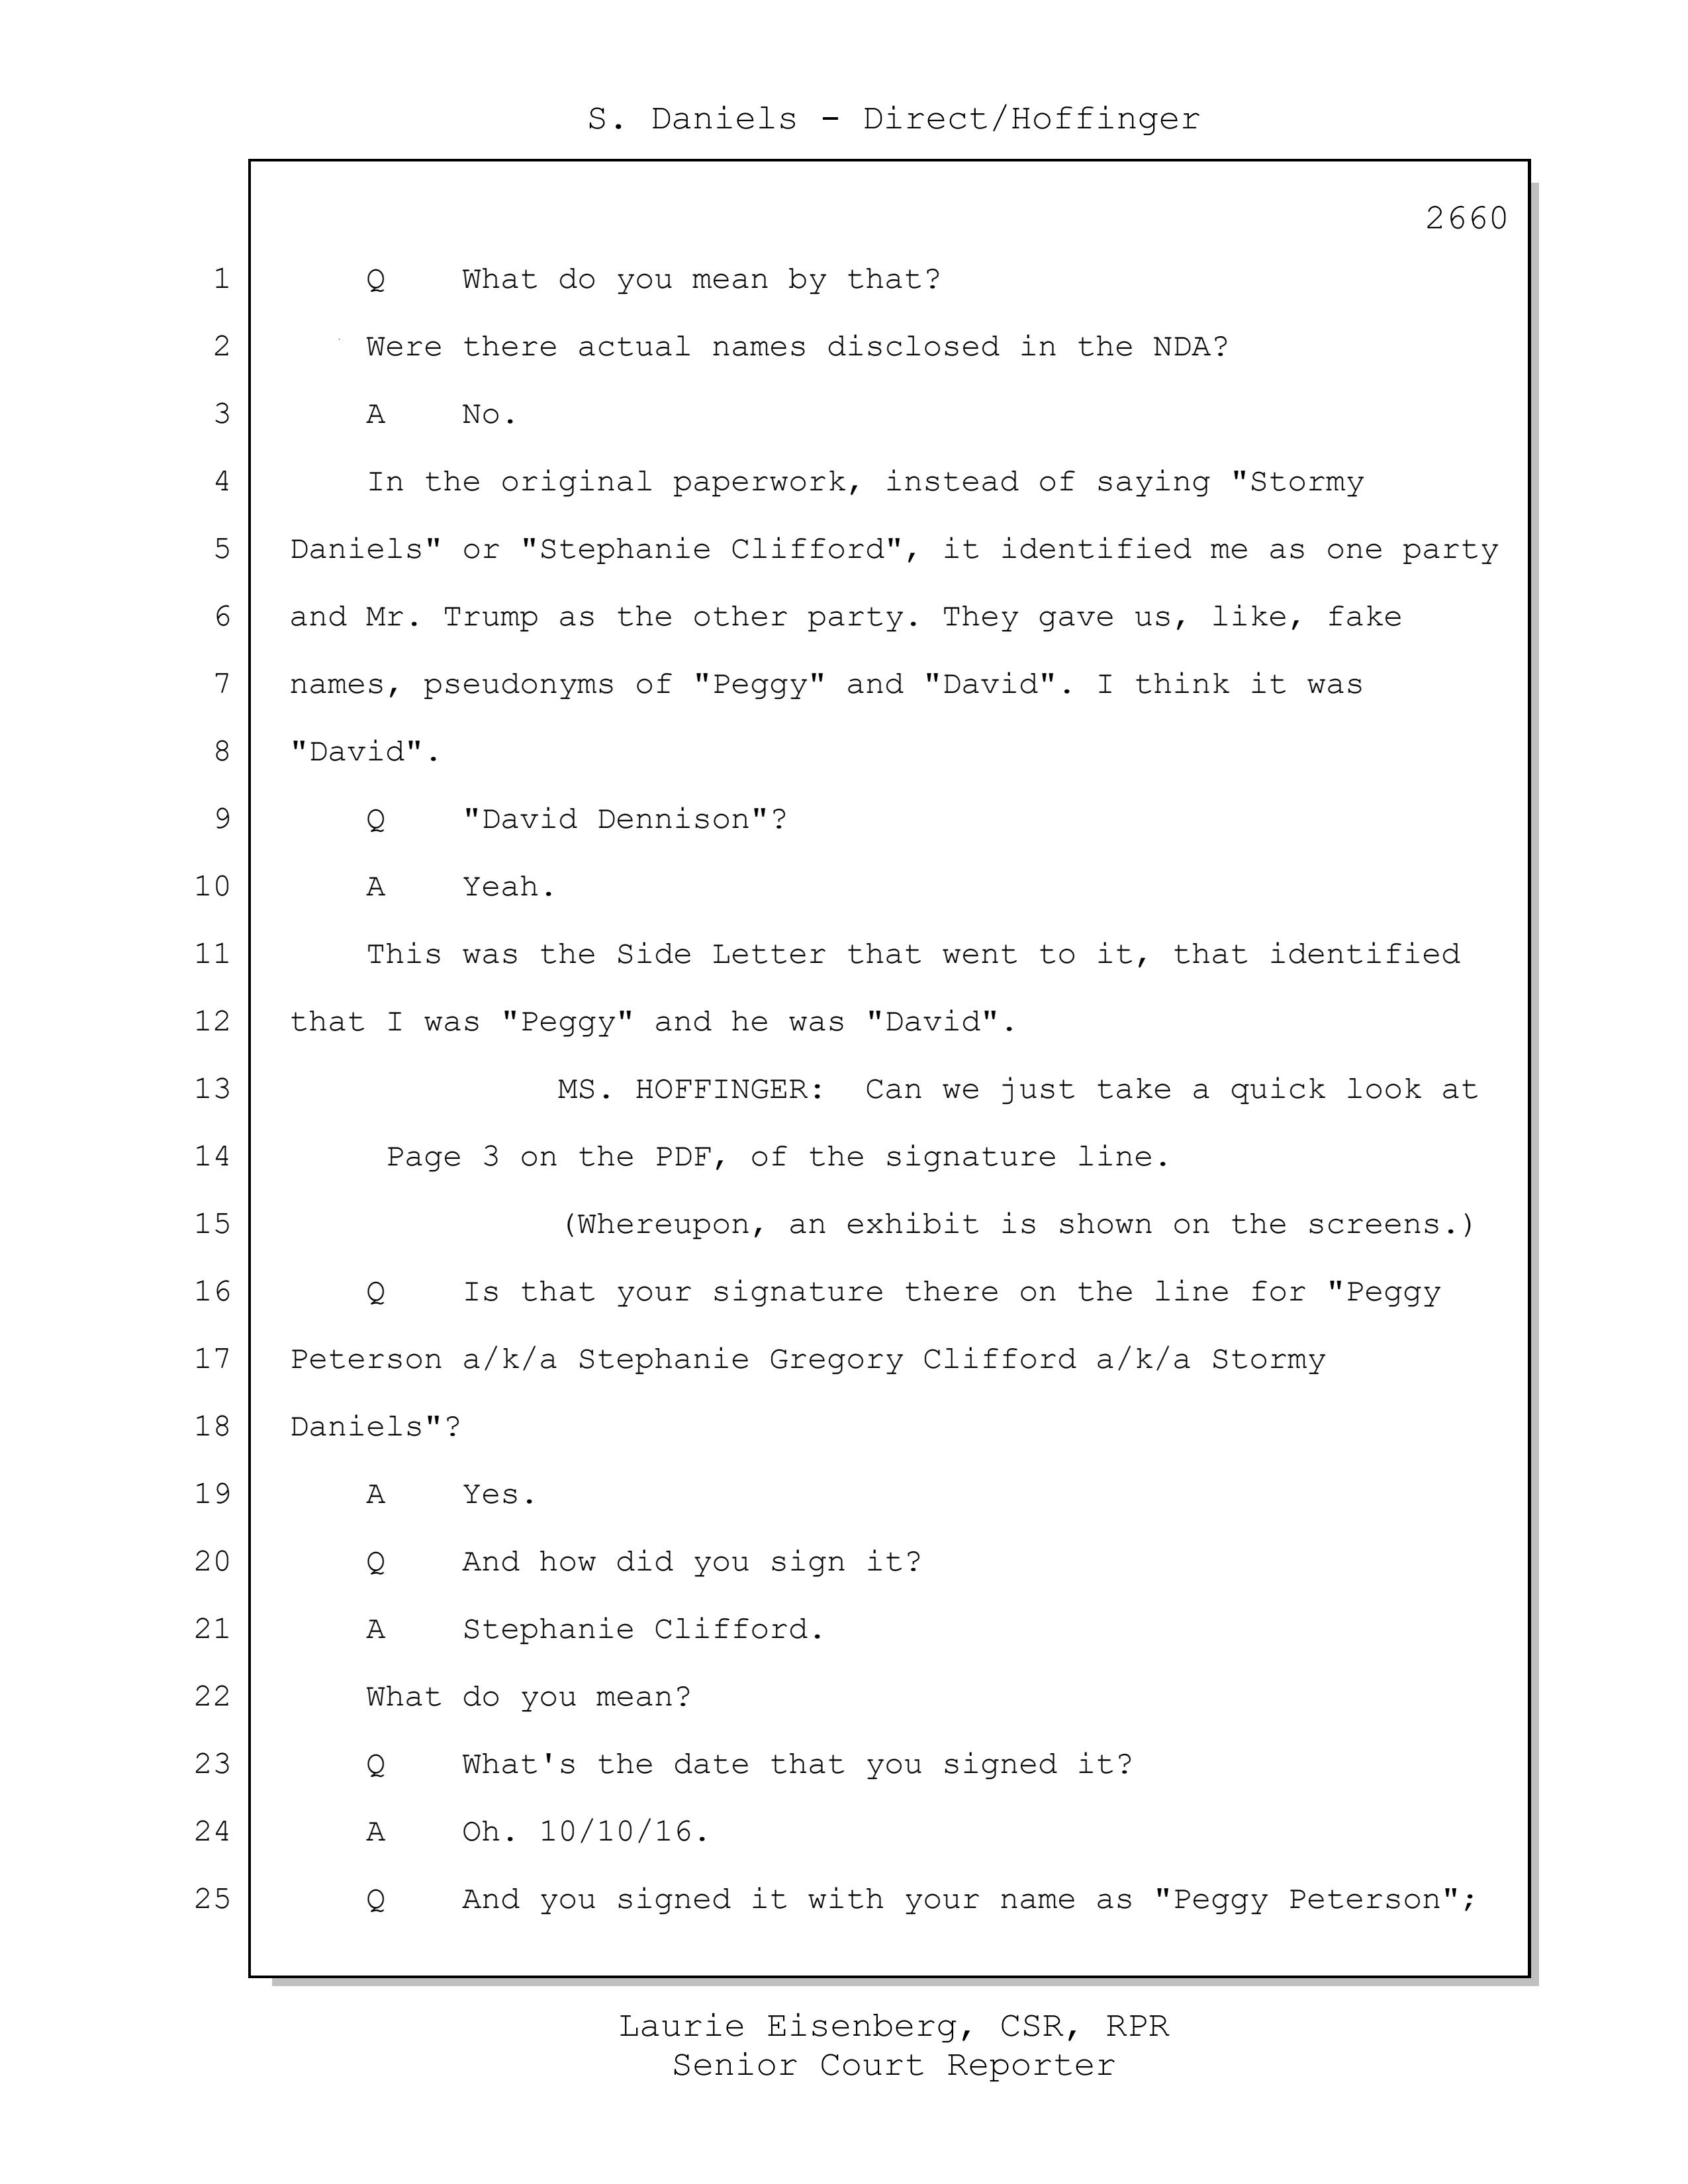 S. Daniels - Direct/Hoffinger
2660
1 Q What do you mean by that?
2 Were there actual names disclosed in the NDA?
3 A No.
4 In the original paperwork, instead of saying "Stormy
5 Daniels" or "Stephanie Clifford", it identified me as one party
6 and Mr. Trump as the other party. They gave us, like, fake
7 names, pseudonyms of "Peggy" and "David". I think it was
8 "David".
9 Q "David Dennison"?
10 A Yeah.
11 This was the Side Letter that went to it, that identified
12 that I was "Peggy" and he was "David".
13 MS. HOFFINGER: Can we just take a quick look at
14 Page 3 on the PDF, of the signature line.
15 (Whereupon, an exhibit is shown on the screens.)
16 Q Is that your signature there on the line for "Peggy
17 Peterson a/k/a Stephanie Gregory Clifford a/k/a Stormy
18 Daniels"?
19 A Yes.
20 Q And how did you sign it?
21 A Stephanie Clifford.
22 What do you mean?
23 Q What's the date that you signed it?
24 A Oh. 10/10/16.
25 Q And you signed it with your name as "Peggy Peterson";
Laurie Eisenberg, CSR, RPR
Senior Court Reporter